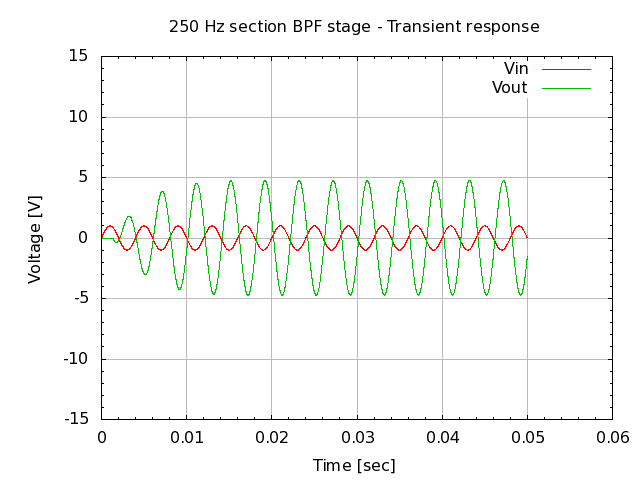 250 Hz section BPF stage - Transient response
Vin
Vout
15
10
5
0
-5
-10
-15
Voltage [V]
0 0.01 0.02 0.03 0.04 0.05 0.06
Time [sec]